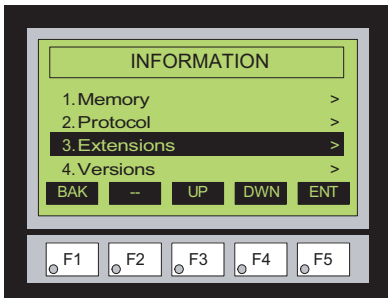 INFORMATION
1. Memory >
2. Protocol >
3. Extensions >
4. Versions >
BAK -- UP DWN ENT
F1 F2 F3 F4 F5